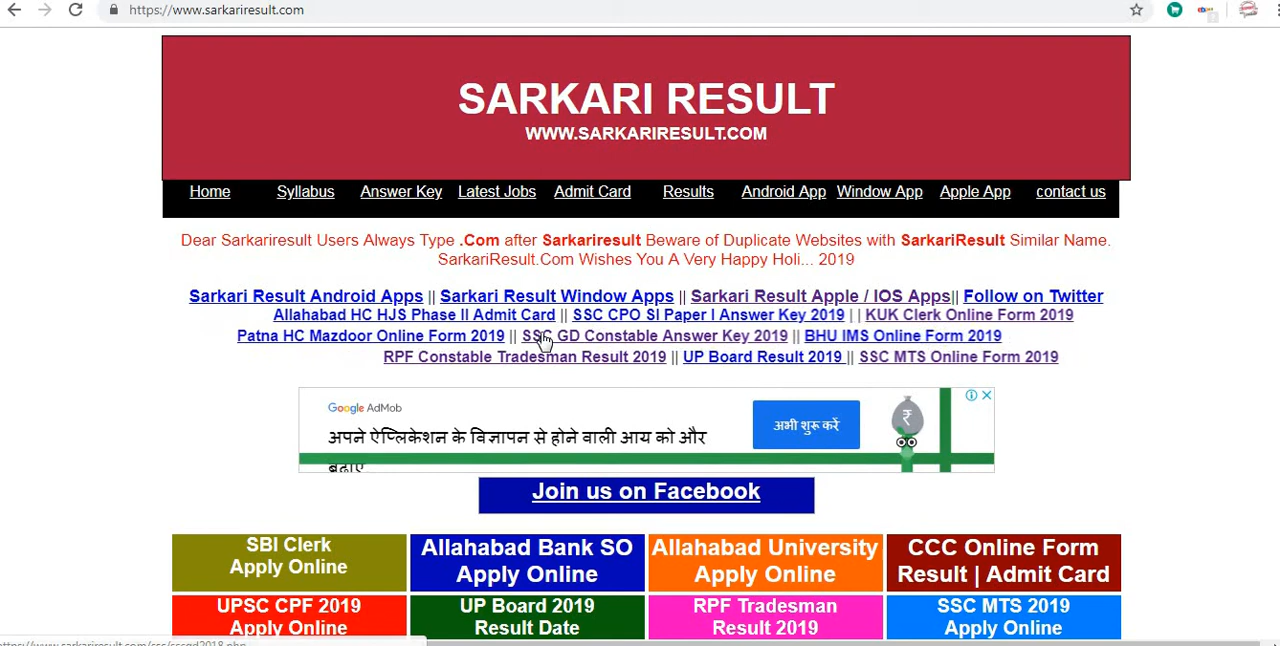 https://www.sarkariresult.com
SARKARI RESULT
WWW.SARKARIRESULT.COM
Home Syllabus Answer Key Latest Jobs Admit Card Results Android App Window App Apple App contact us
Dear Sarkariresult Users Always Type .Com after Sarkariresult Beware of Duplicate Websites with SarkariResult Similar Name.
SarkariResult.Com Wishes You A Very Happy Holi... 2019
Sarkari Result Android Apps || Sarkari Result Window Apps || Sarkari Result Apple / IOS Apps|| Follow on Twitter
Allahabad HC HJS Phase II Admit Card || SSC CPO SI Paper I Answer Key 2019 | | KUK Clerk Online Form 2019
Patna HC Mazdoor Online Form 2019 || SSC GD Constable Answer Key 2019 || BHU IMS Online Form 2019
RPF Constable Tradesman Result 2019 || UP Board Result 2019 || SSC MTS Online Form 2019
Google AdMob
अपने ऐप्लिकेशन के विज्ञापन से होने वाली आय को और
बढ़ाएं.
अभी शुरू करें
Join us on Facebook
SBI Clerk
Apply Online
Allahabad Bank SO
Apply Online
Allahabad University
Apply Online
CCC Online Form
Result | Admit Card
UPSC CPF 2019
Apply Online
UP Board 2019
Result Date
RPF Tradesman
Result 2019
SSC MTS 2019
Apply Online